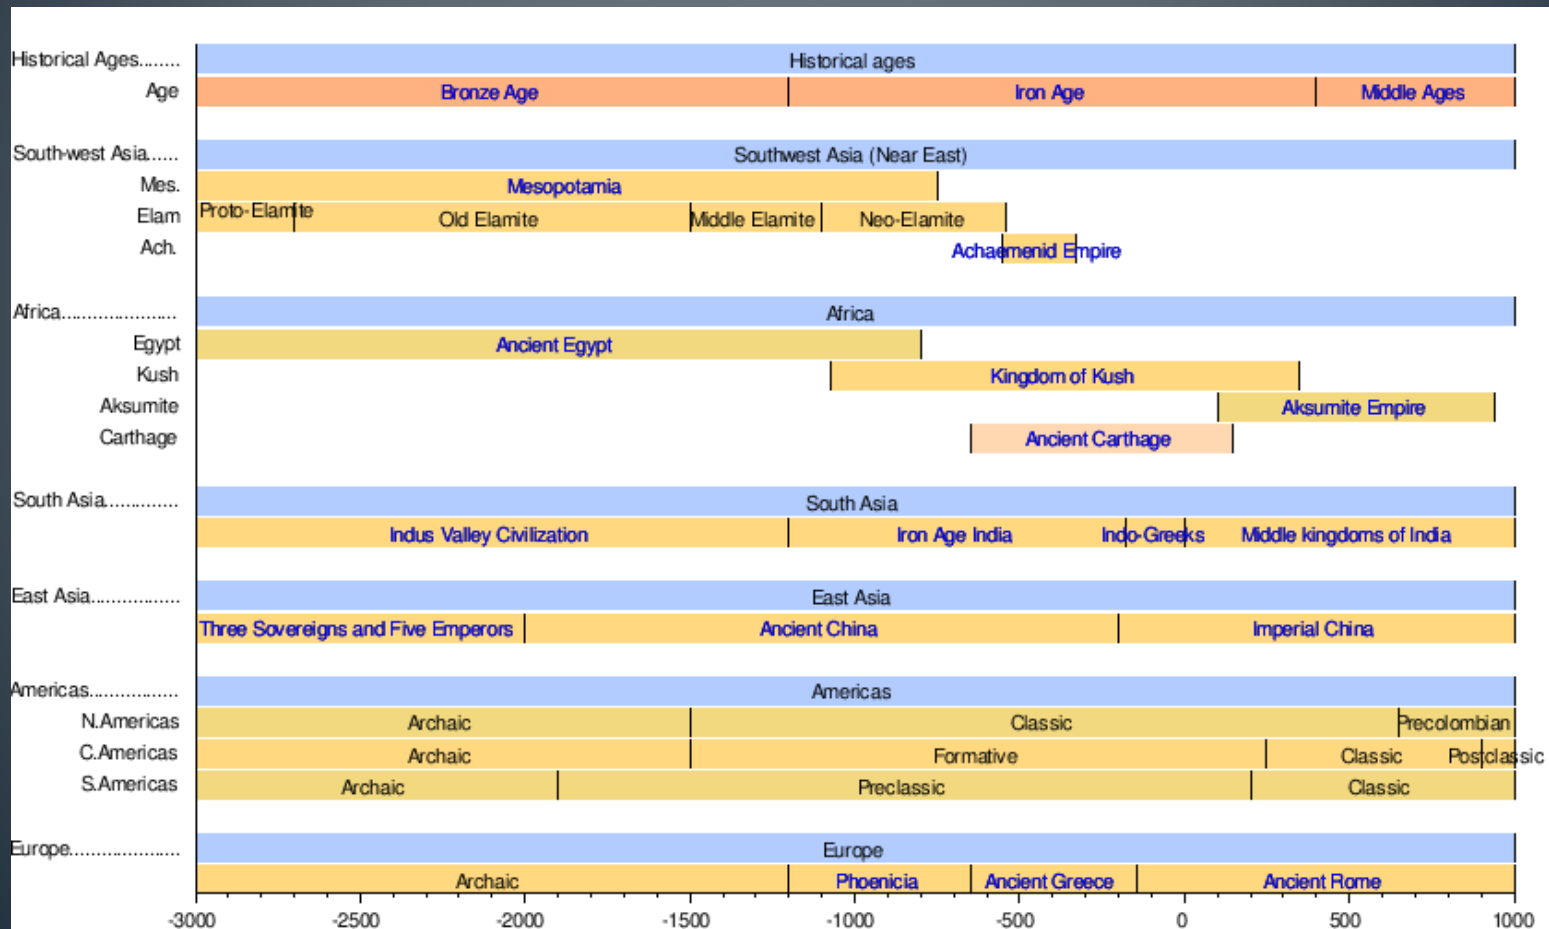 Historical Ages........ Historical ages
Age Bronze Age Iron Age Middle Ages
South-west Asia...... Southwest Asia (Near East)
Mes. Mesopotamia
Elam Proto-Elamite Old Elamite Middle Elamite Neo-Elamite
Ach. Achaemenid Empire
Africa...................... Africa
Egypt Ancient Egypt
Kush Kingdom of Kush
Aksumite Aksumite Empire
Carthage Ancient Carthage
South Asia.............. South Asia
Indus Valley Civilization Iron Age India Indo-Greeks Middle kingdoms of India
East Asia................ East Asia
Three Sovereigns and Five Emperors Ancient China Imperial China
Americas................. Americas
N.Americas Archaic Classic Precolombian
C.Americas Archaic Formative Classic Postclassic
S.Americas Archaic Preclassic Classic
Europe..................... Europe
Archaic Phoenicia Ancient Greece Ancient Rome
-3000 -2500 -2000 -1500 -1000 -500 0 500 1000